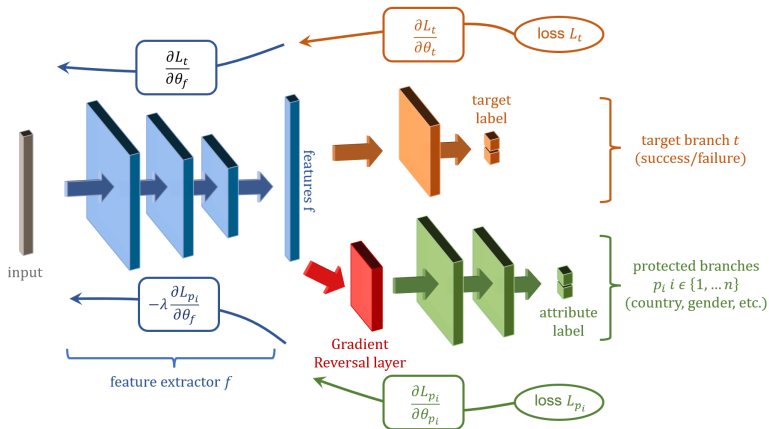 ∂L_t
∂θ_f
∂L_t
∂θ_t
loss L_t
target
label
target branch t
(success/failure)
features f
input
protected branches
p_i i ϵ {1, … n}
(country, gender, etc.)
attribute
label
−λ ∂L_{p_i}
∂θ_f
Gradient
Reversal layer
feature extractor f
∂L_{p_i}
∂θ_{p_i}
loss L_{p_i}